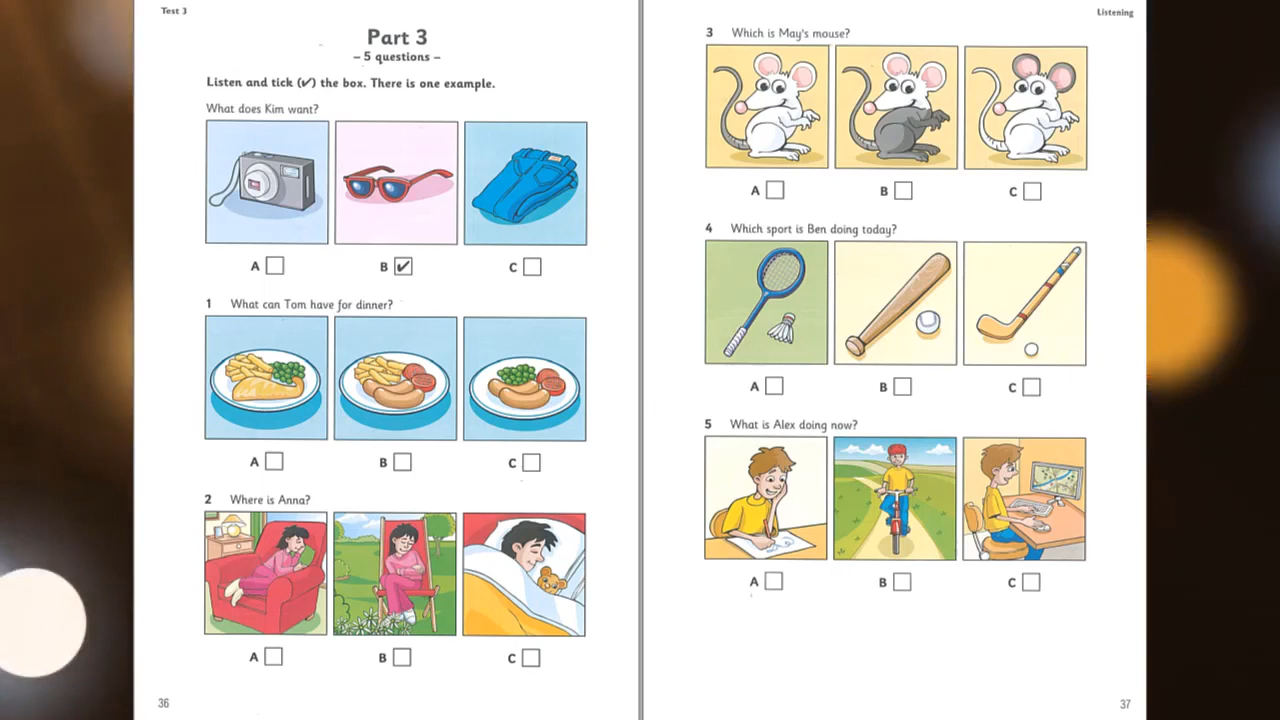 Test 3
Part 3
– 5 questions –
Listen and tick (✓) the box. There is one example.
What does Kim want?
A
B ✓
C
1 What can Tom have for dinner?
A
B
C
2 Where is Anna?
A
B
C
36
Listening
3 Which is May's mouse?
A
B
C
4 Which sport is Ben doing today?
A
B
C
5 What is Alex doing now?
A
B
C
37